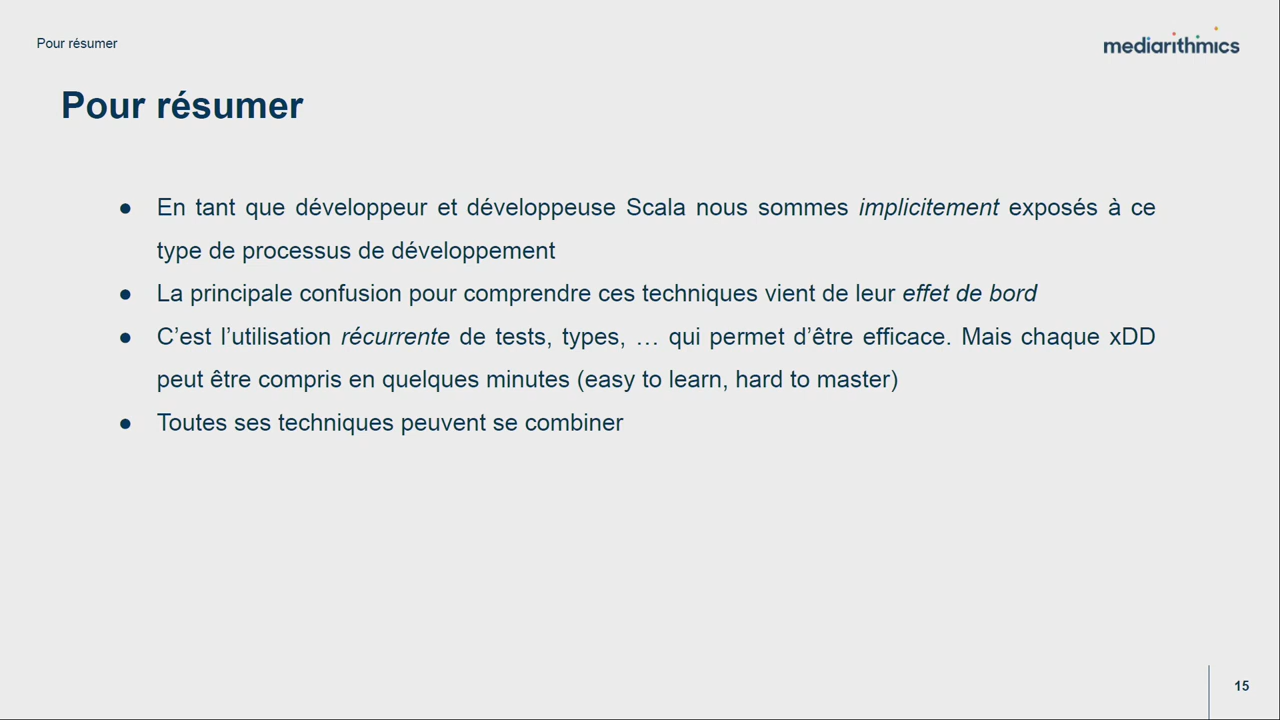 Pour résumer
mediarithmics
Pour résumer
● En tant que développeur et développeuse Scala nous sommes implicitement exposés à ce
type de processus de développement
● La principale confusion pour comprendre ces techniques vient de leur effet de bord
● C’est l’utilisation récurrente de tests, types, … qui permet d’être efficace. Mais chaque xDD
peut être compris en quelques minutes (easy to learn, hard to master)
● Toutes ses techniques peuvent se combiner
15